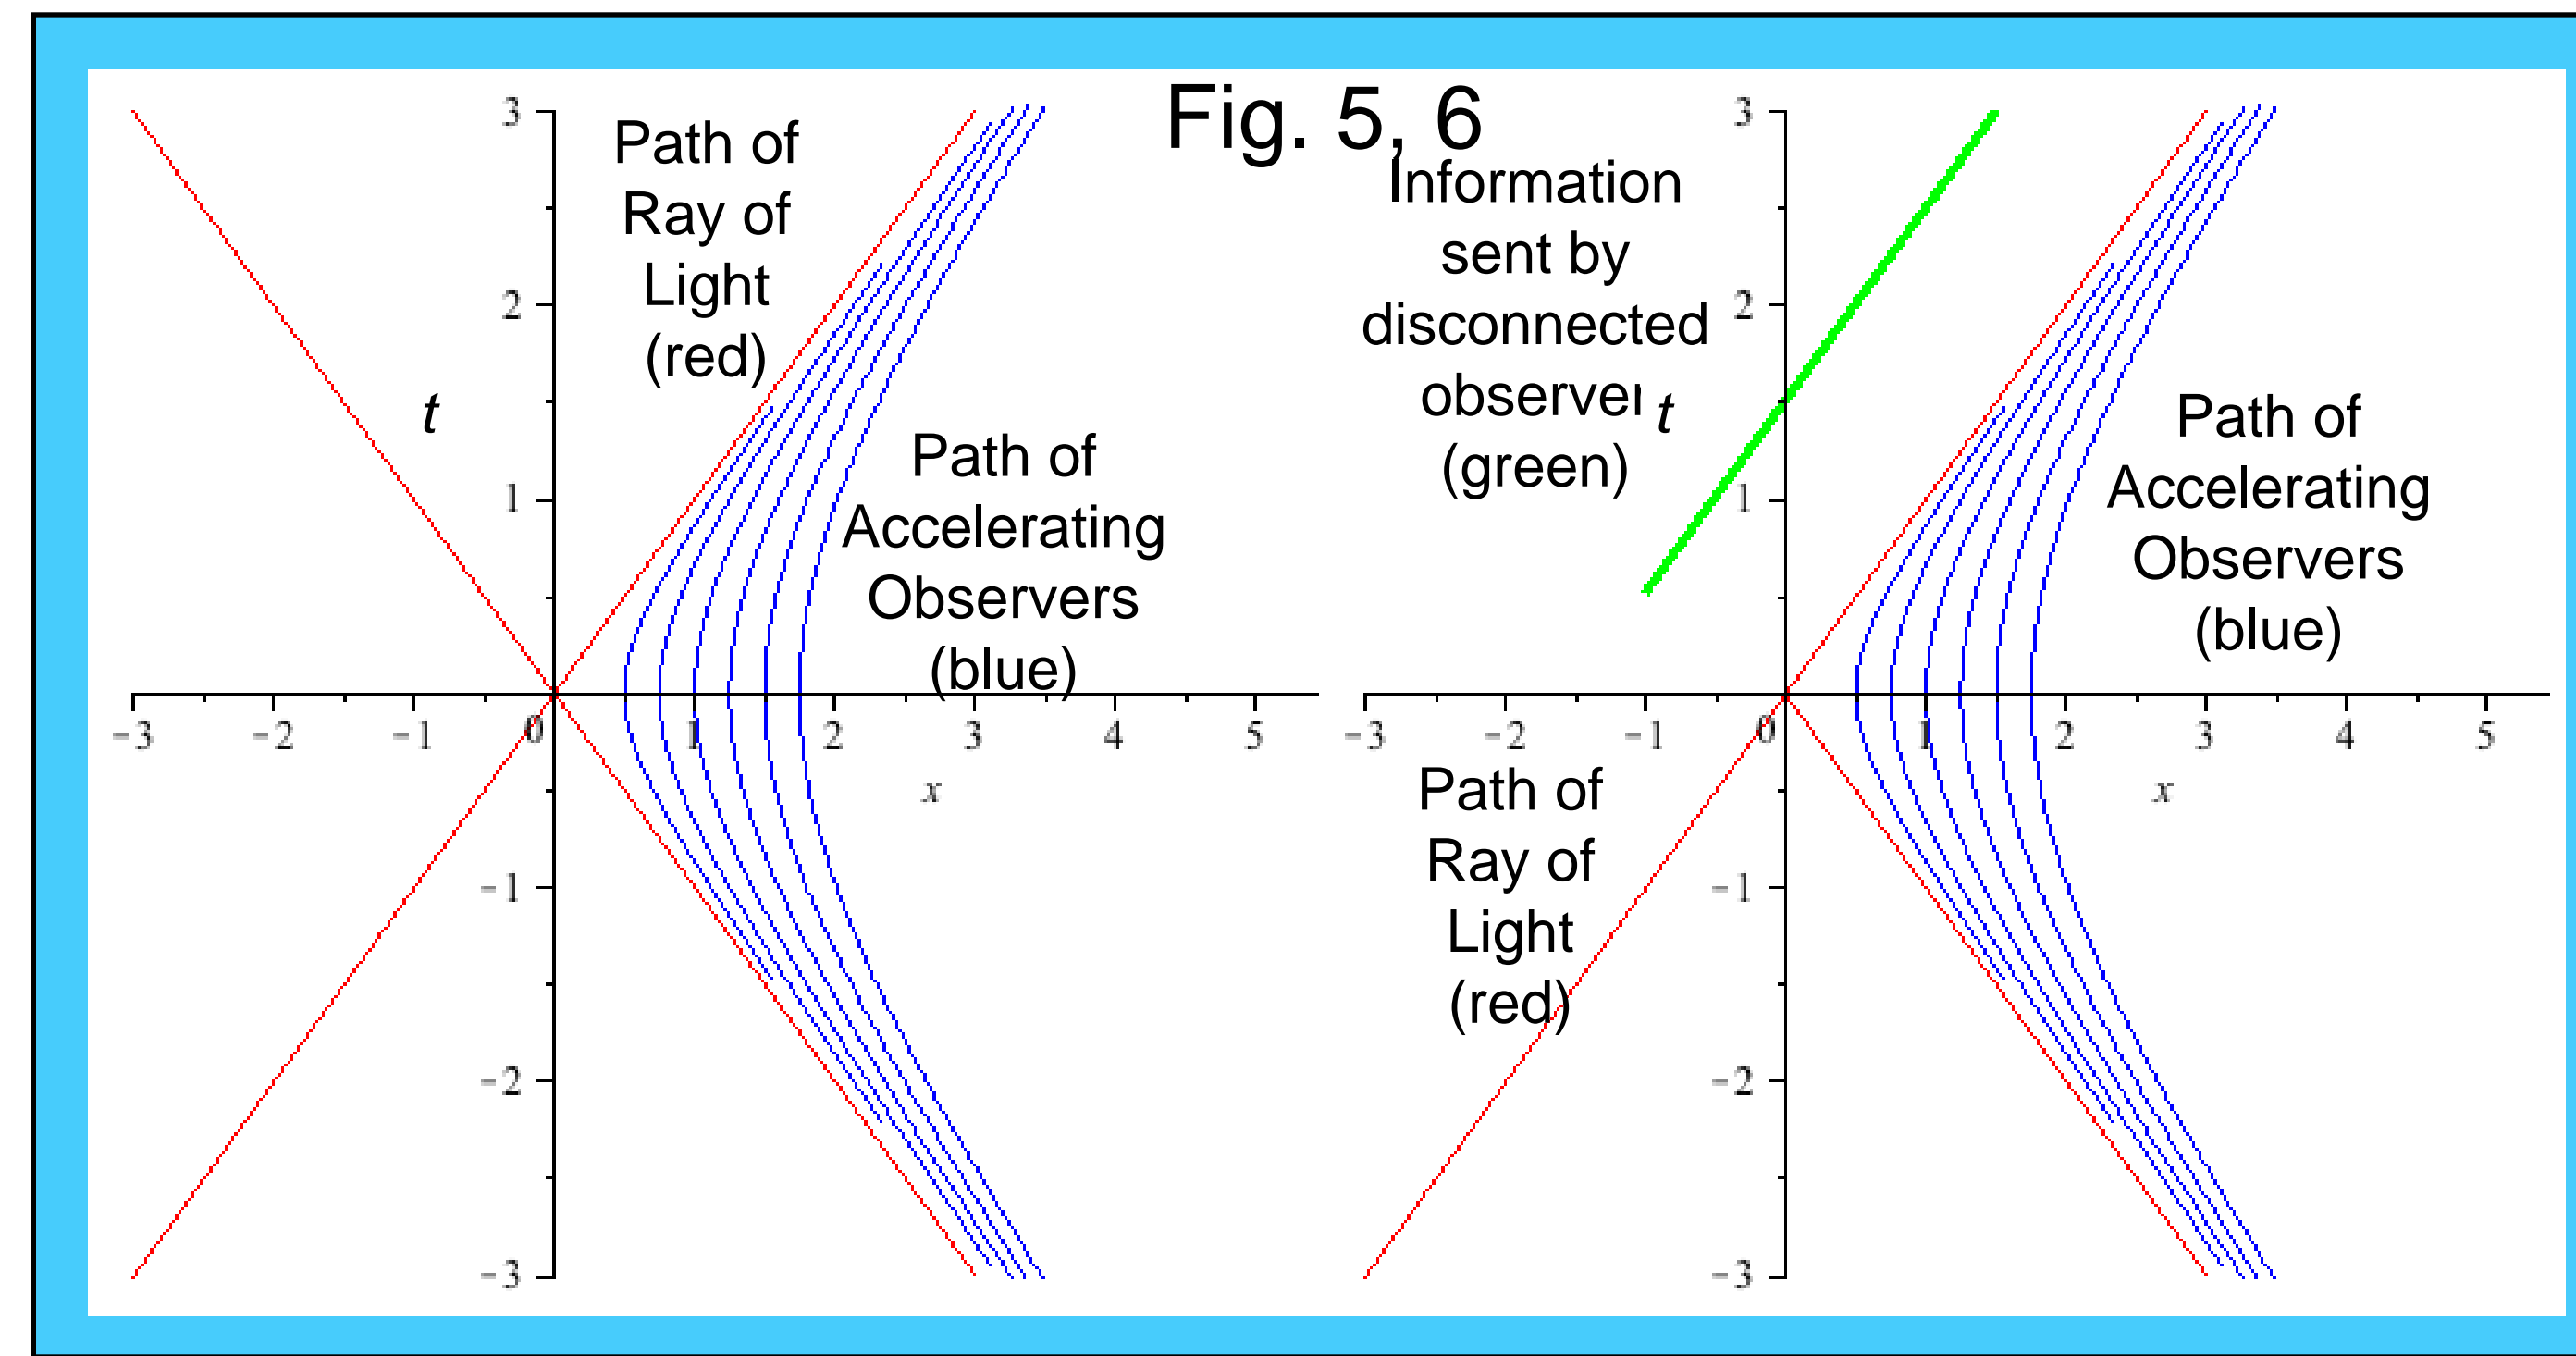 Fig. 5, 6
Path of
Ray of
Light
(red)
t
Path of
Accelerating
Observers
(blue)
3
2
1
0
-1
-2
-3
-3 -2 -1 1 2 3 4 5
x
Information
sent by
disconnected
observer
(green)
t
Path of
Accelerating
Observers
(blue)
Path of
Ray of
Light
(red)
3
2
1
0
-1
-2
-3
-3 -2 -1 1 2 3 4 5
x